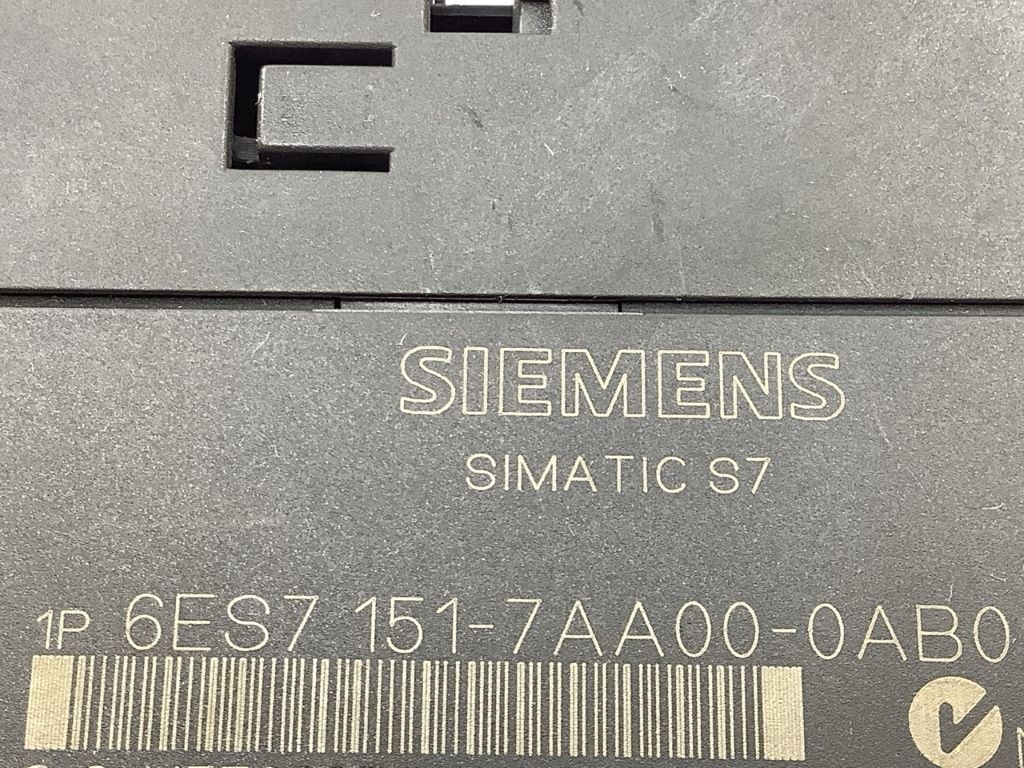 SIEMENS
SIMATIC S7
1P 6ES7 151-7AA00-0AB0